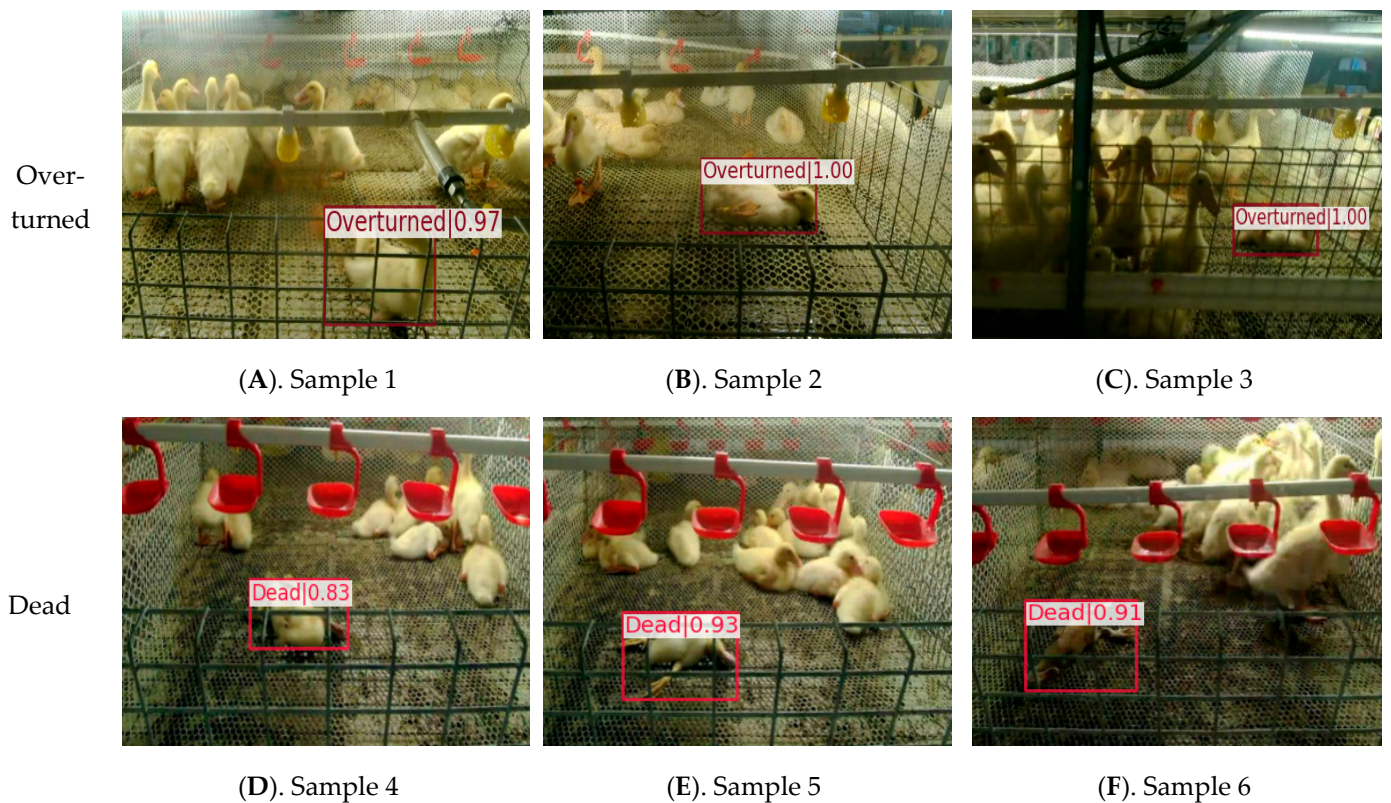 Over-
turned
Overturned|0.97
Overturned|1.00
Overturned|1.00
(A). Sample 1
(B). Sample 2
(C). Sample 3
Dead
Dead|0.83
Dead|0.93
Dead|0.91
(D). Sample 4
(E). Sample 5
(F). Sample 6